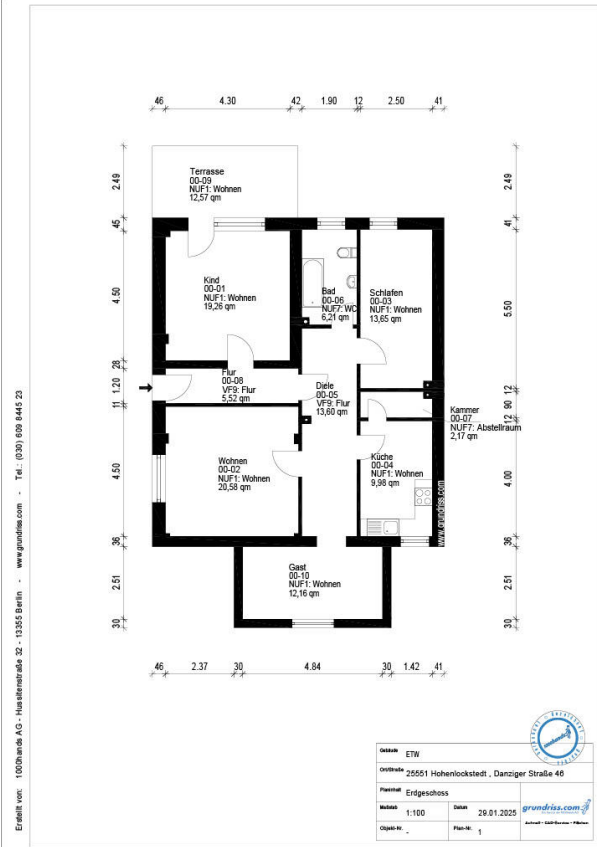 46 4.30 42 1.90 12 2.50 41
2.49
45
4.50
28
1.20
11
4.50
36
2.51
30
2.49
41
5.50
12
90
12
4.00
36
2.51
30
Terrasse
00-09
NUF1: Wohnen
12,57 qm
Kind
00-01
NUF1: Wohnen
19,26 qm
Bad
00-06
NUF7: WC
6,21 qm
Schlafen
00-03
NUF1: Wohnen
13,65 qm
Flur
00-08
VF9: Flur
5,52 qm
Diele
00-05
VF9: Flur
13,60 qm
Kammer
00-07
NUF7: Abstellraum
2,17 qm
Wohnen
00-02
NUF1: Wohnen
20,58 qm
Küche
00-04
NUF1: Wohnen
9,98 qm
www.grundriss.com
Gast
00-10
NUF1: Wohnen
12,16 qm
46 2.37 30 4.84 30 1.42 41
Erstellt von: 1000hands AG - Hussitenstraße 32 - 13355 Berlin - www.grundriss.com - Tel.: (030) 609 8445 23
Gebäude ETW
Ort/Straße 25551 Hohenlockstedt , Danziger Straße 46
Planinhalt Erdgeschoss
Maßstab 1:100 Datum 29.01.2025
Objekt-Nr. - Plan-Nr. 1
grundriss.com